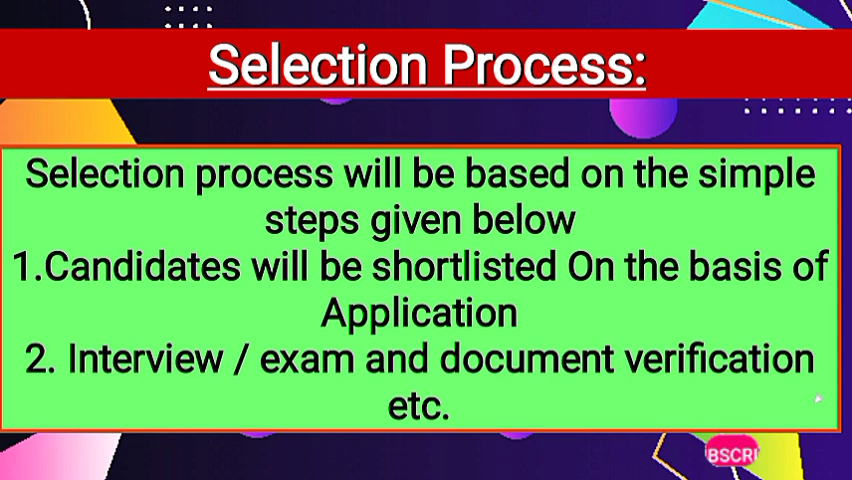 Selection Process:
Selection process will be based on the simple
steps given below
1.Candidates will be shortlisted On the basis of
Application
2. Interview / exam and document verification
etc.
BSCRI